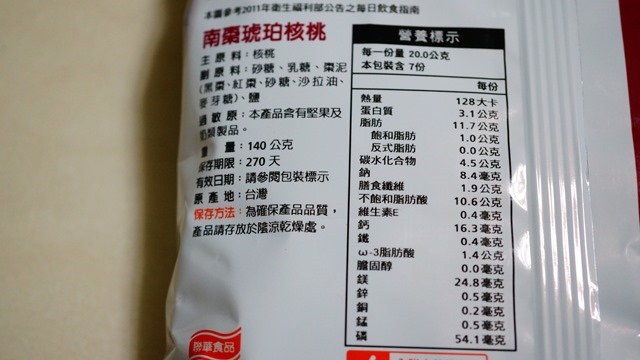 本圖參考2011年衛生福利部公告之每日飲食指南
南棗琥珀核桃
主 原 料：核桃
副 原 料：砂糖、乳糖、棗泥
(黑棗、紅棗、砂糖、沙拉油、
麥芽糖)、鹽
過 敏 原：本產品含有堅果及
奶類製品。
重 量：140公克
保存期限：270 天
有效日期：請參閱包裝標示
原 產 地：台灣
保存方法：為確保產品品質，
產品請存放於陰涼乾燥處。
聯華食品
營養標示
每一份量 20.0公克
本包裝含 7份
每份
熱量 128大卡
蛋白質 3.1公克
脂肪 11.7公克
飽和脂肪 1.0公克
反式脂肪 0.0公克
碳水化合物 4.5公克
鈉 8.4毫克
膳食纖維 1.9公克
不飽和脂肪酸 10.6公克
維生素E 0.4毫克
鈣 16.3毫克
鐵 0.4毫克
ω-3脂肪酸 1.4公克
膽固醇 0.0毫克
鎂 24.8毫克
鋅 0.5毫克
銅 0.2毫克
錳 0.5毫克
磷 54.1毫克